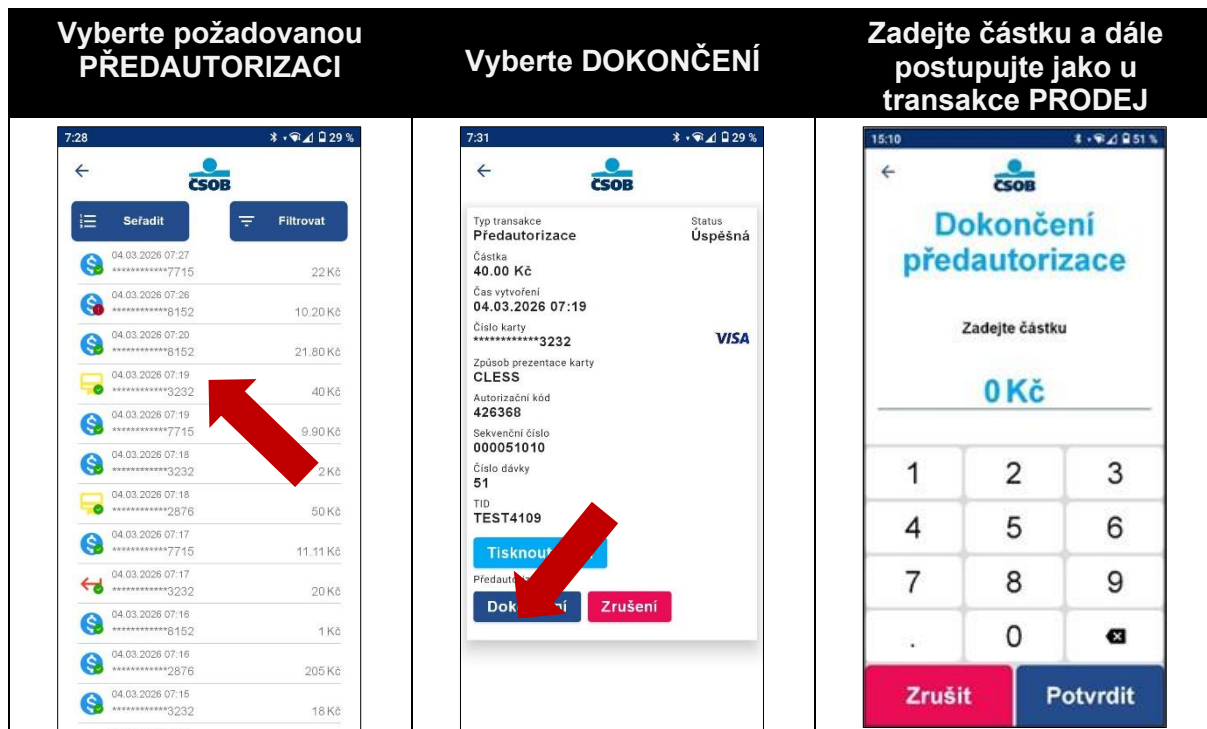 Vyberte požadovanou
PŘEDAUTORIZACI
Vyberte DOKONČENÍ
Zadejte částku a dále
postupujte jako u
transakce PRODEJ
7:28 29 %
ČSOB
Seřadit Filtrovat
04.03.2026 07:27
************7715 22 Kč
04.03.2026 07:26
************8152 10.20 Kč
04.03.2026 07:20
************8152 21.80 Kč
04.03.2026 07:19
************3232 40 Kč
04.03.2026 07:19
************7715 9.90 Kč
04.03.2026 07:18
************3232 2 Kč
04.03.2026 07:18
************2876 50 Kč
04.03.2026 07:17
************7715 11.11 Kč
04.03.2026 07:17
************3232 20 Kč
04.03.2026 07:16
************8152 1 Kč
04.03.2026 07:16
************2876 205 Kč
04.03.2026 07:15
************3232 18 Kč
7:31 29 %
ČSOB
Typ transakce Status
Předautorizace Úspěšná
Částka
40.00 Kč
Čas vytvoření
04.03.2026 07:19
Číslo karty
************3232 VISA
Způsob prezentace karty
CLESS
Autorizační kód
426368
Sekvenční číslo
000051010
Číslo dávky
51
TID
TEST4109
Zrušení
15:10 51 %
ČSOB
Dokončení
předautorizace
Zadejte částku
0 Kč
1 2 3
4 5 6
7 8 9
. 0
Zrušit Potvrdit